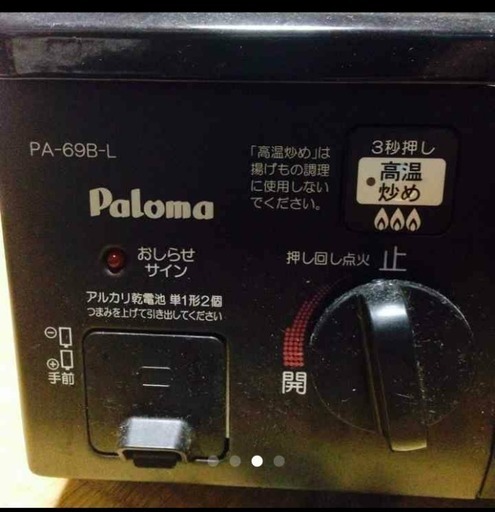 PA-69B-L
Paloma
おしらせ
サイン
アルカリ乾電池 単1形2個
つまみを上げて引き出してください
⊖
⊕
手前
「高温炒め」は
揚げもの調理
に使用しない
でください。
3秒押し
高温
炒め
押し回し点火
止
開